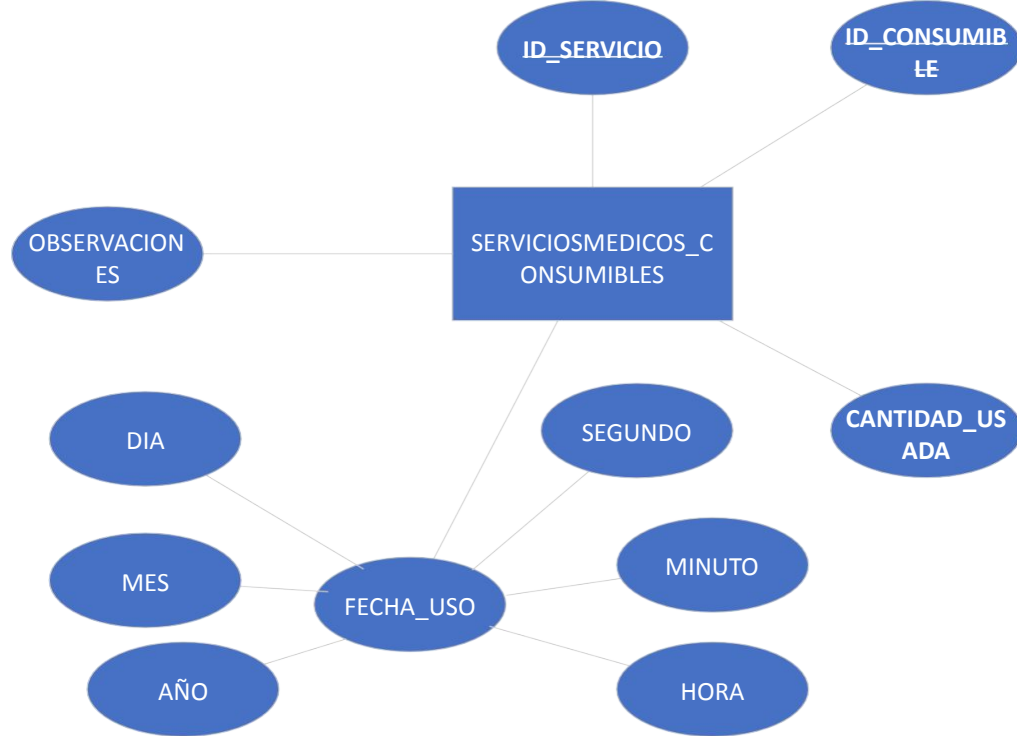 ID_SERVICIO
ID_CONSUMIB
LE
OBSERVACION
ES
SERVICIOSMEDICOS_C
ONSUMIBLES
DIA
SEGUNDO
CANTIDAD_US
ADA
MES
FECHA_USO
MINUTO
AÑO
HORA